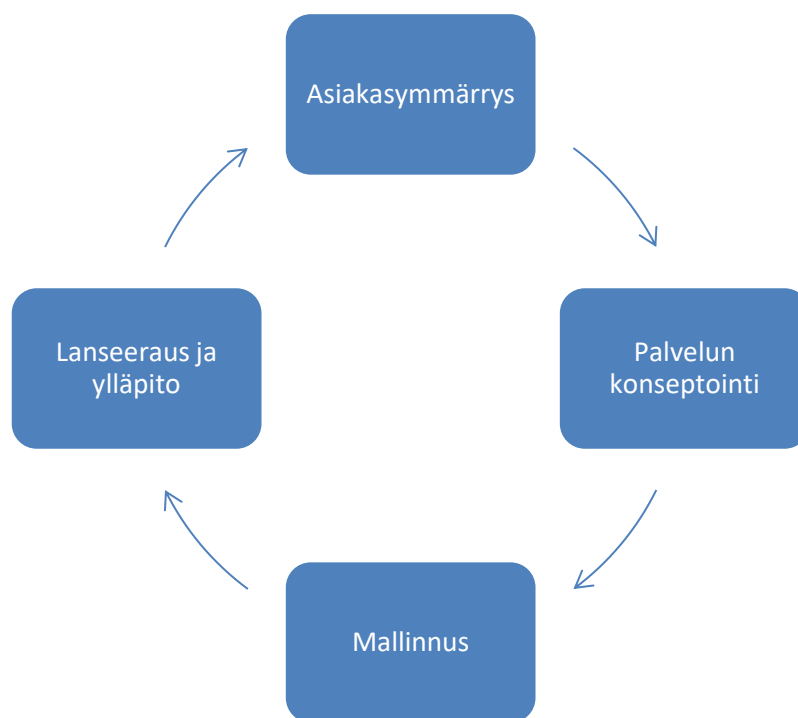 Asiakasymmärrys
Palvelun
konseptointi
Mallinnus
Lanseeraus ja
ylläpito